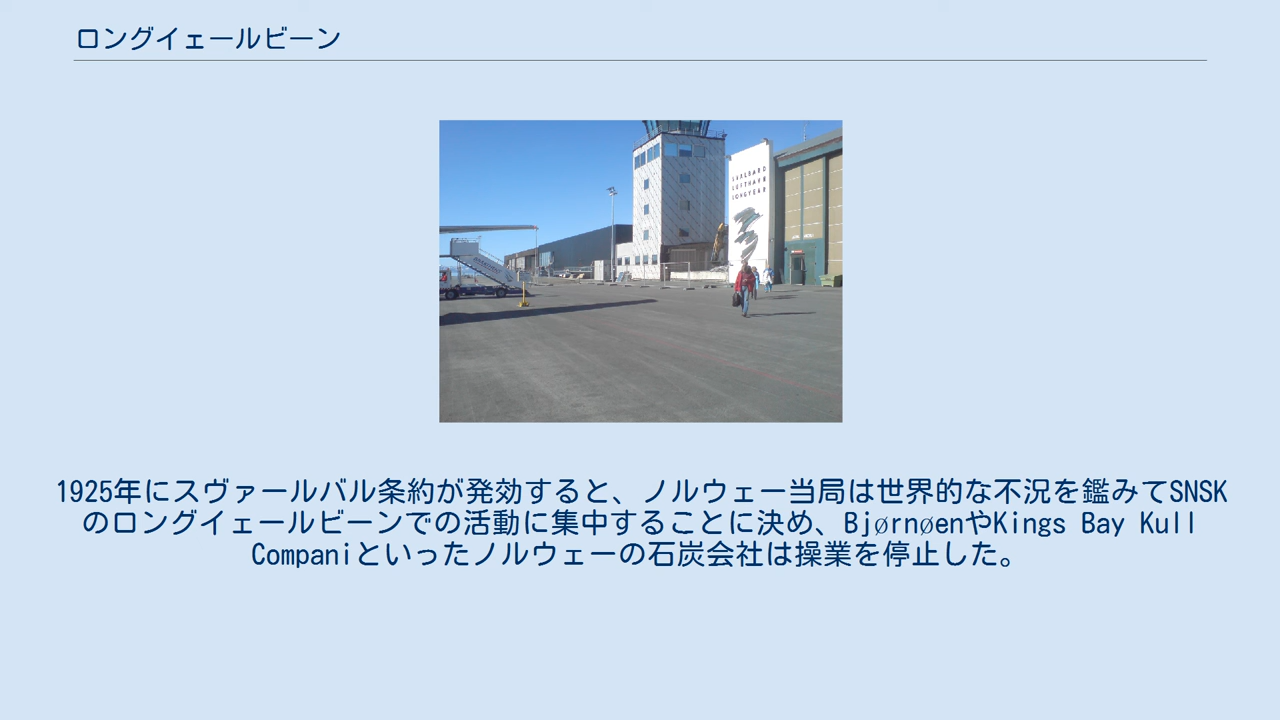 ロングイェールビーン
SVALBARD
LUFTHAVN
LONGYEAR
1925年にスヴァールバル条約が発効すると、ノルウェー当局は世界的な不況を鑑みてSNSK
のロングイェールビーンでの活動に集中することに決め、BjørnøenやKings Bay Kull
Companiといったノルウェーの石炭会社は操業を停止した。